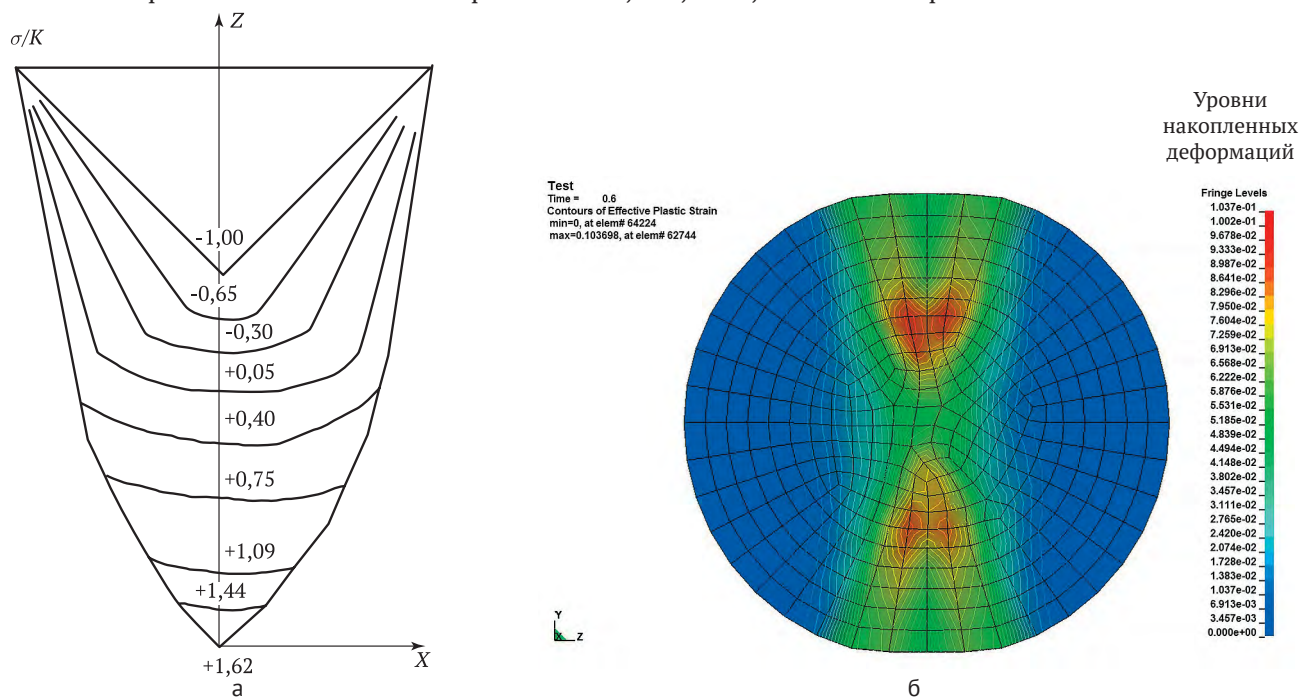 Z
σ/K
-1,00
-0,65
-0,30
+0,05
+0,40
+0,75
+1,09
+1,44
+1,62
X
а
Уровни
накопленных
деформаций
Test
Time = 0.6
Contours of Effective Plastic Strain
min=0, at elem# 64224
max=0.103698, at elem# 62744
Fringe Levels
1.037e-01
1.002e-01
9.678e-02
9.333e-02
8.987e-02
8.641e-02
8.296e-02
7.950e-02
7.604e-02
7.259e-02
6.913e-02
6.568e-02
6.222e-02
5.876e-02
5.531e-02
5.185e-02
4.839e-02
4.494e-02
4.148e-02
3.802e-02
3.457e-02
3.111e-02
2.765e-02
2.420e-02
2.074e-02
1.728e-02
1.383e-02
1.037e-02
6.913e-03
3.457e-03
0.000e+00
Y
X Z
б